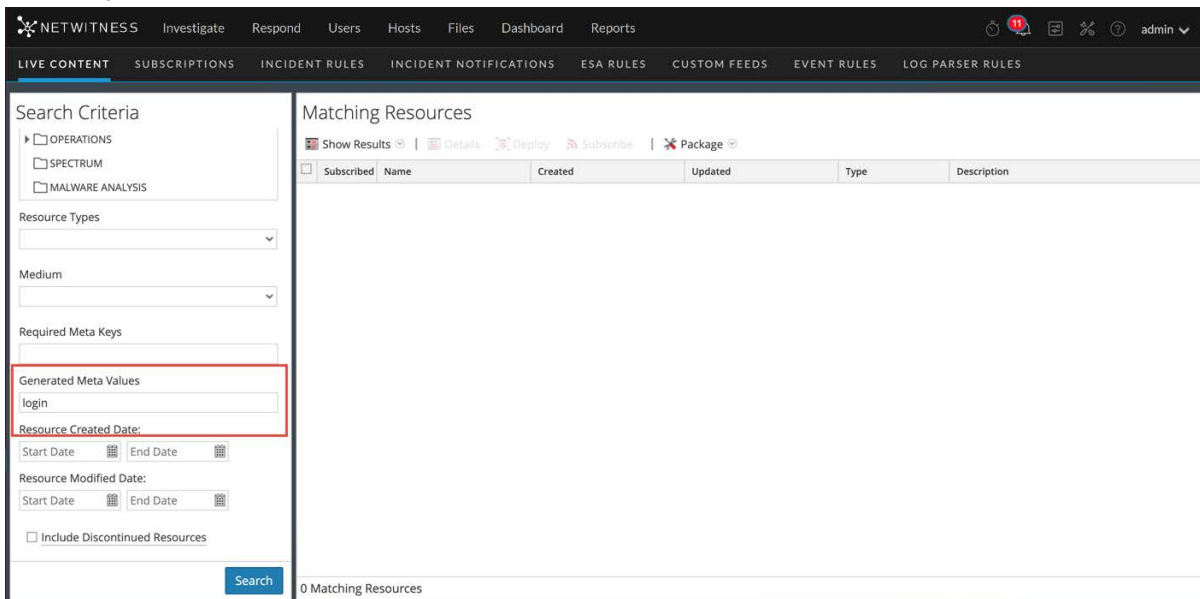 NETWITNESS Investigate Respond Users Hosts Files Dashboard Reports 11 admin
LIVE CONTENT SUBSCRIPTIONS INCIDENT RULES INCIDENT NOTIFICATIONS ESA RULES CUSTOM FEEDS EVENT RULES LOG PARSER RULES
Search Criteria
OPERATIONS
SPECTRUM
MALWARE ANALYSIS
Resource Types
Medium
Required Meta Keys
Generated Meta Values
login
Resource Created Date:
Start Date End Date
Resource Modified Date:
Start Date End Date
Include Discontinued Resources
Search
Matching Resources
Show Results Details Deploy Subscribe Package
Subscribed Name Created Updated Type Description
0 Matching Resources